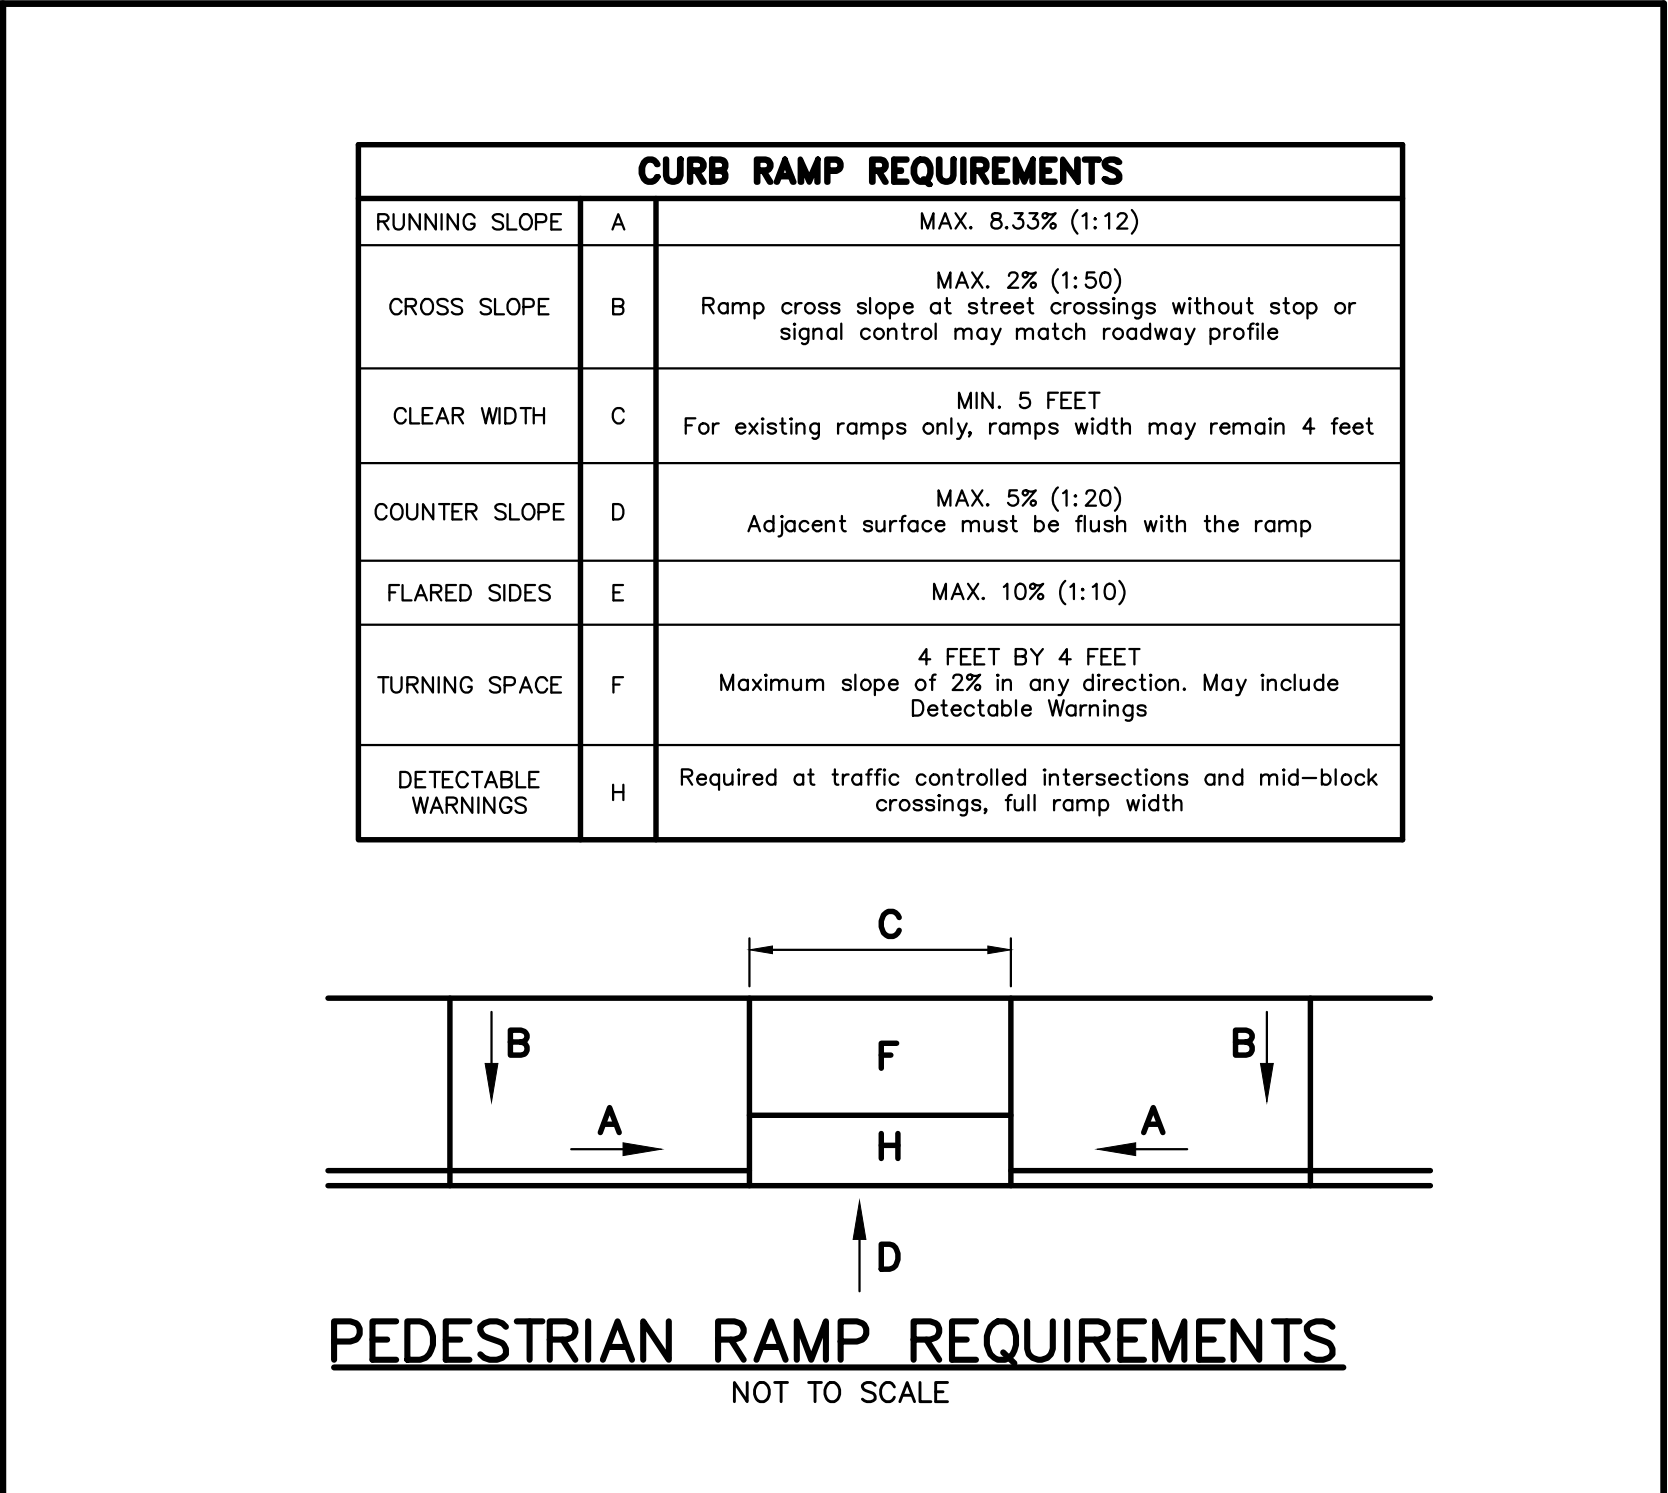 CURB RAMP REQUIREMENTS
RUNNING SLOPE A MAX. 8.33% (1:12)
CROSS SLOPE B MAX. 2% (1:50)
Ramp cross slope at street crossings without stop or
signal control may match roadway profile
CLEAR WIDTH C MIN. 5 FEET
For existing ramps only, ramps width may remain 4 feet
COUNTER SLOPE D MAX. 5% (1:20)
Adjacent surface must be flush with the ramp
FLARED SIDES E MAX. 10% (1:10)
TURNING SPACE F 4 FEET BY 4 FEET
Maximum slope of 2% in any direction. May include
Detectable Warnings
DETECTABLE
WARNINGS
H
Required at traffic controlled intersections and mid–block
crossings, full ramp width
C
B F B
A H A
D
PEDESTRIAN RAMP REQUIREMENTS
NOT TO SCALE